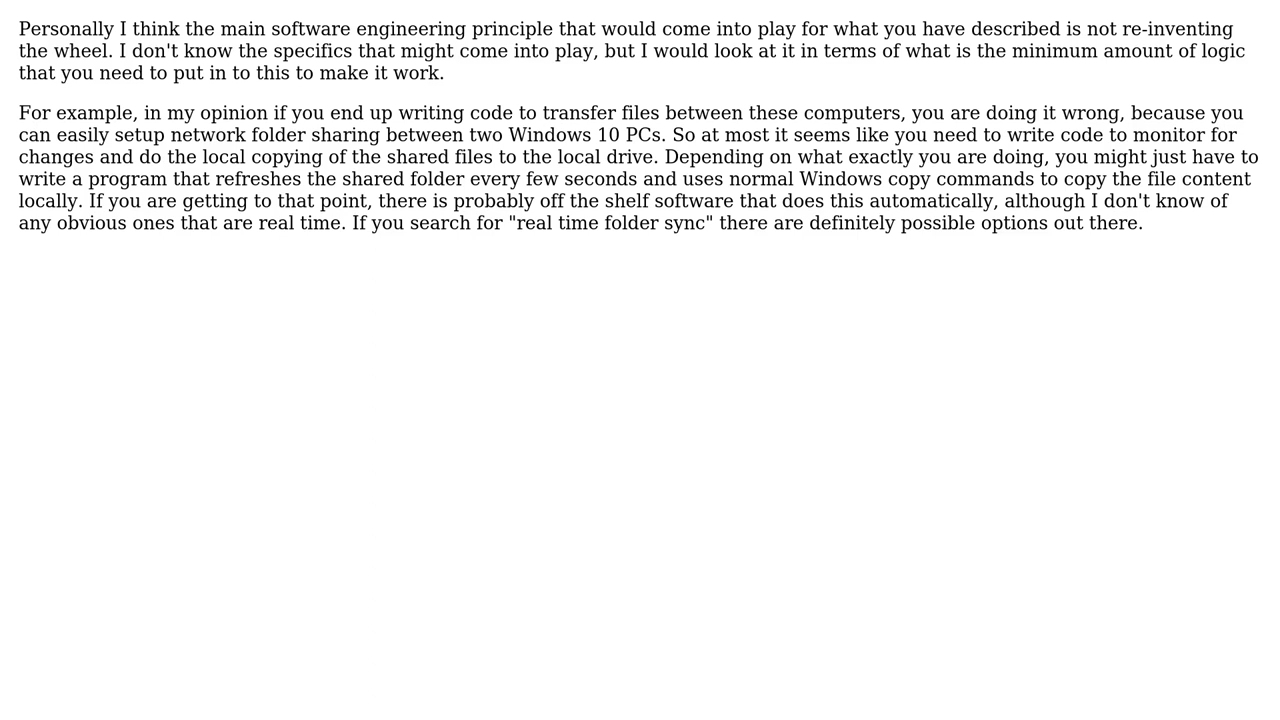 Personally I think the main software engineering principle that would come into play for what you have described is not re-inventing
the wheel. I don't know the specifics that might come into play, but I would look at it in terms of what is the minimum amount of logic
that you need to put in to this to make it work.
For example, in my opinion if you end up writing code to transfer files between these computers, you are doing it wrong, because you
can easily setup network folder sharing between two Windows 10 PCs. So at most it seems like you need to write code to monitor for
changes and do the local copying of the shared files to the local drive. Depending on what exactly you are doing, you might just have to
write a program that refreshes the shared folder every few seconds and uses normal Windows copy commands to copy the file content
locally. If you are getting to that point, there is probably off the shelf software that does this automatically, although I don't know of
any obvious ones that are real time. If you search for "real time folder sync" there are definitely possible options out there.